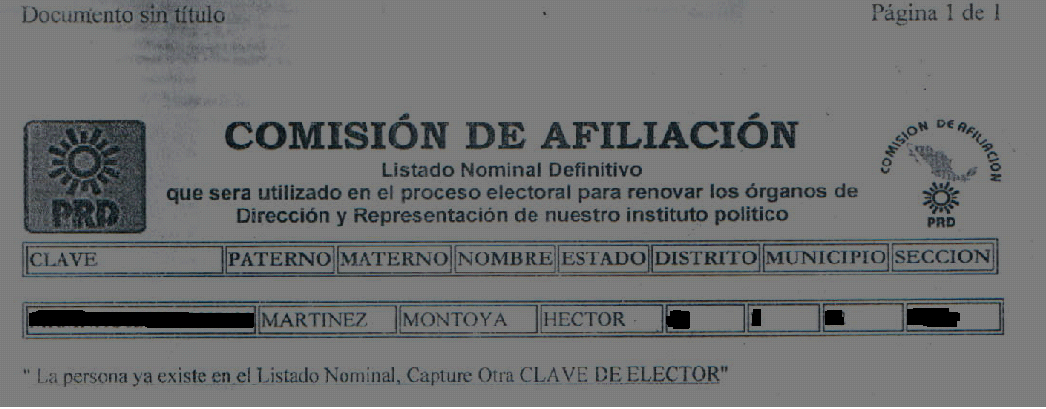 Documento sin título
Página 1 de 1
COMISIÓN DE AFILIACIÓN
Listado Nominal Definitivo
que sera utilizado en el proceso electoral para renovar los órganos de
Dirección y Representación de nuestro instituto politico
PRD
COMISION DE AFILIACIÓN
PRD
CLAVE PATERNO MATERNO NOMBRE ESTADO DISTRITO MUNICIPIO SECCION
MARTINEZ MONTOYA HECTOR
" La persona ya existe en el Listado Nominal, Capture Otra CLAVE DE ELECTOR"